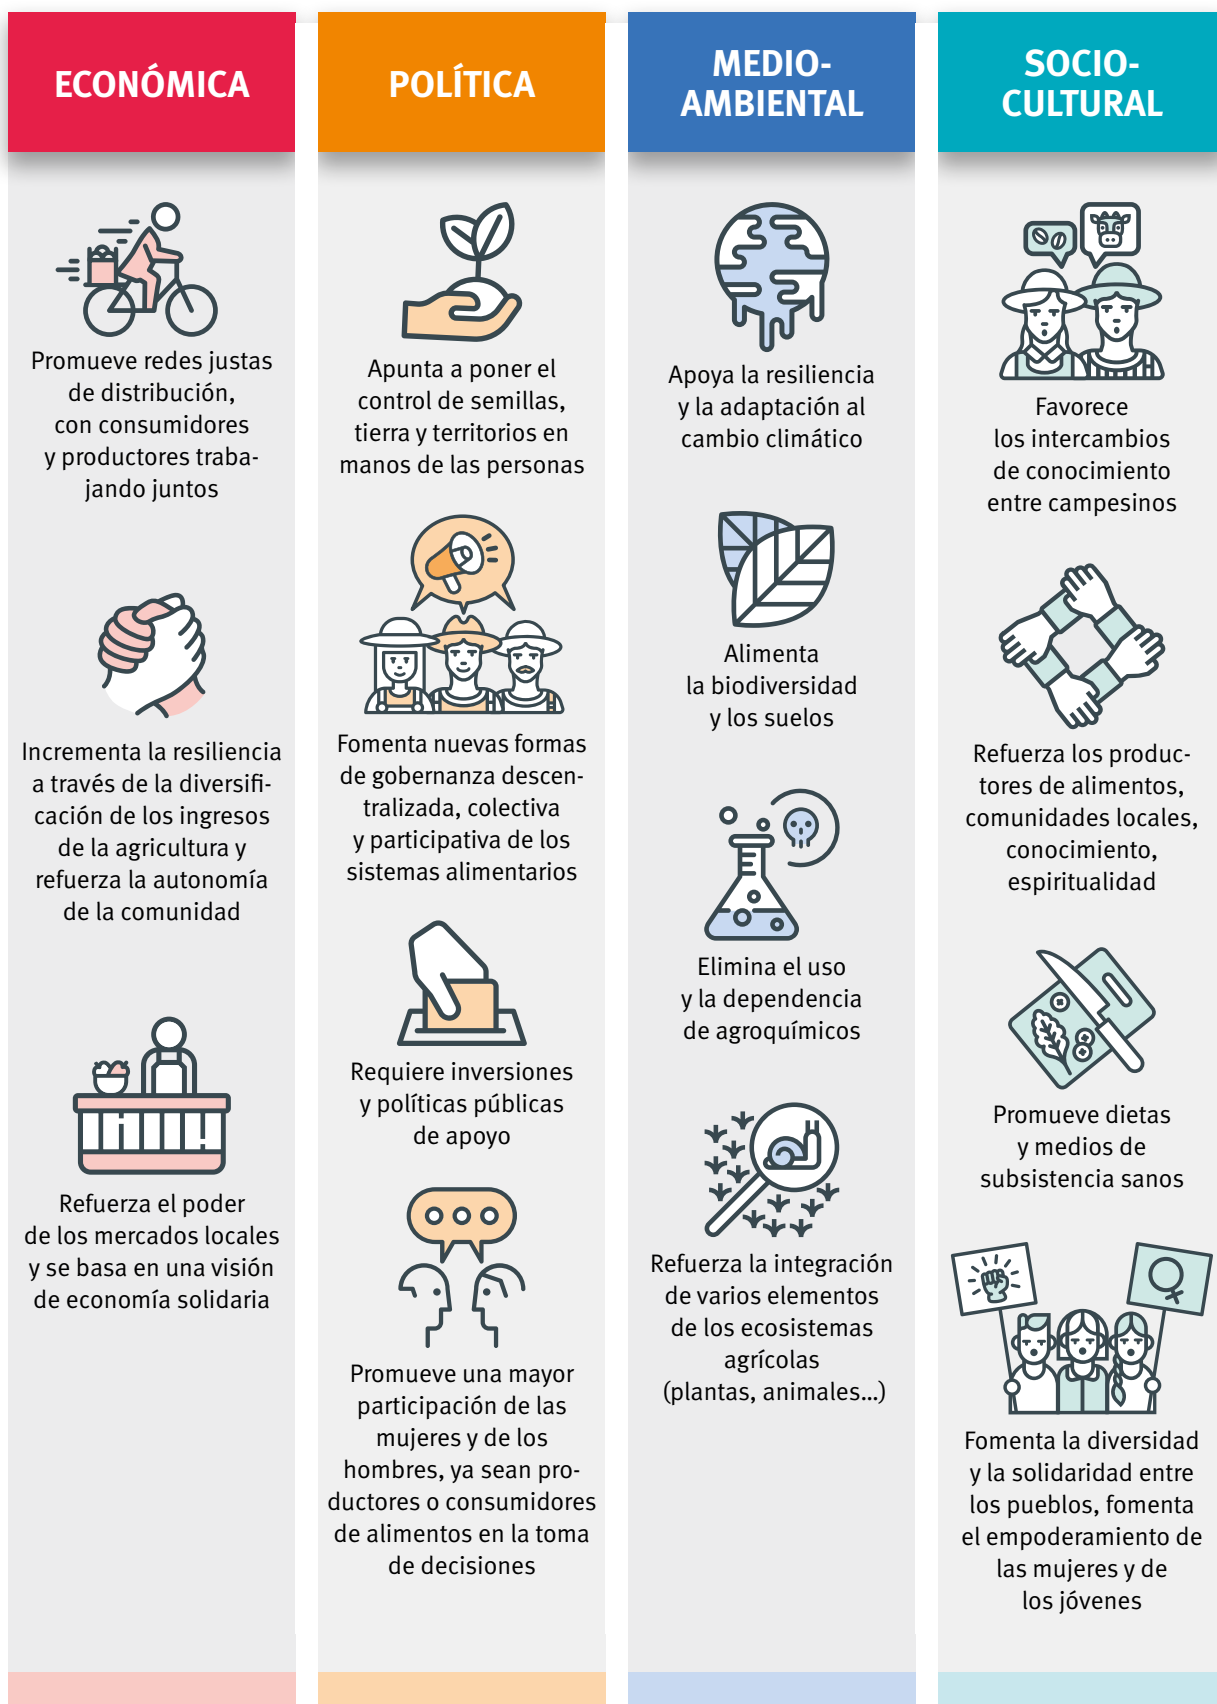 ECONÓMICA
Promueve redes justas
de distribución,
con consumidores
y productores traba-
jando juntos
Incrementa la resiliencia
a través de la diversifi-
cación de los ingresos
de la agricultura y
refuerza la autonomía
de la comunidad
Refuerza el poder
de los mercados locales
y se basa en una visión
de economía solidaria
POLÍTICA
Apunta a poner el
control de semillas,
tierra y territorios en
manos de las personas
Fomenta nuevas formas
de gobernanza descen-
tralizada, colectiva
y participativa de los
sistemas alimentarios
Requiere inversiones
y políticas públicas
de apoyo
Promueve una mayor
participación de las
mujeres y de los
hombres, ya sean pro-
ductores o consumidores
de alimentos en la toma
de decisiones
MEDIO-
AMBIENTAL
Apoya la resiliencia
y la adaptación al
cambio climático
Alimenta
la biodiversidad
y los suelos
Elimina el uso
y la dependencia
de agroquímicos
Refuerza la integración
de varios elementos
de los ecosistemas
agrícolas
(plantas, animales...)
SOCIO-
CULTURAL
Favorece
los intercambios
de conocimiento
entre campesinos
Refuerza los produc-
tores de alimentos,
comunidades locales,
conocimiento,
espiritualidad
Promueve dietas
y medios de
subsistencia sanos
Fomenta la diversidad
y la solidaridad entre
los pueblos, fomenta
el empoderamiento de
las mujeres y de
los jóvenes